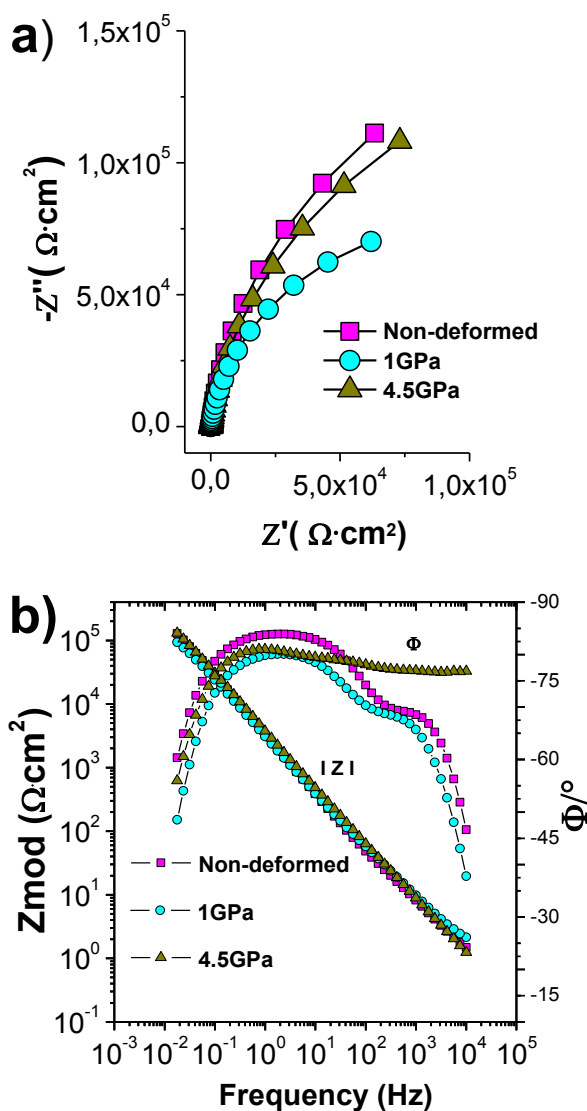 a)
1,5x10⁵
1,0x10⁵
5,0x10⁴
0,0
-Z''( Ω·cm²)
Non-deformed
1GPa
4.5GPa
0,0 5,0x10⁴ 1,0x10⁵
Z'( Ω·cm²)
b)
10⁵
10⁴
10³
10²
10¹
10⁰
10⁻¹
Zmod (Ω·cm²)
Φ
I Z I
Non-deformed
1GPa
4.5GPa
-90
-75
-60
-45
-30
-15
Φ/°
10⁻³ 10⁻² 10⁻¹ 10⁰ 10¹ 10² 10³ 10⁴ 10⁵
Frequency (Hz)